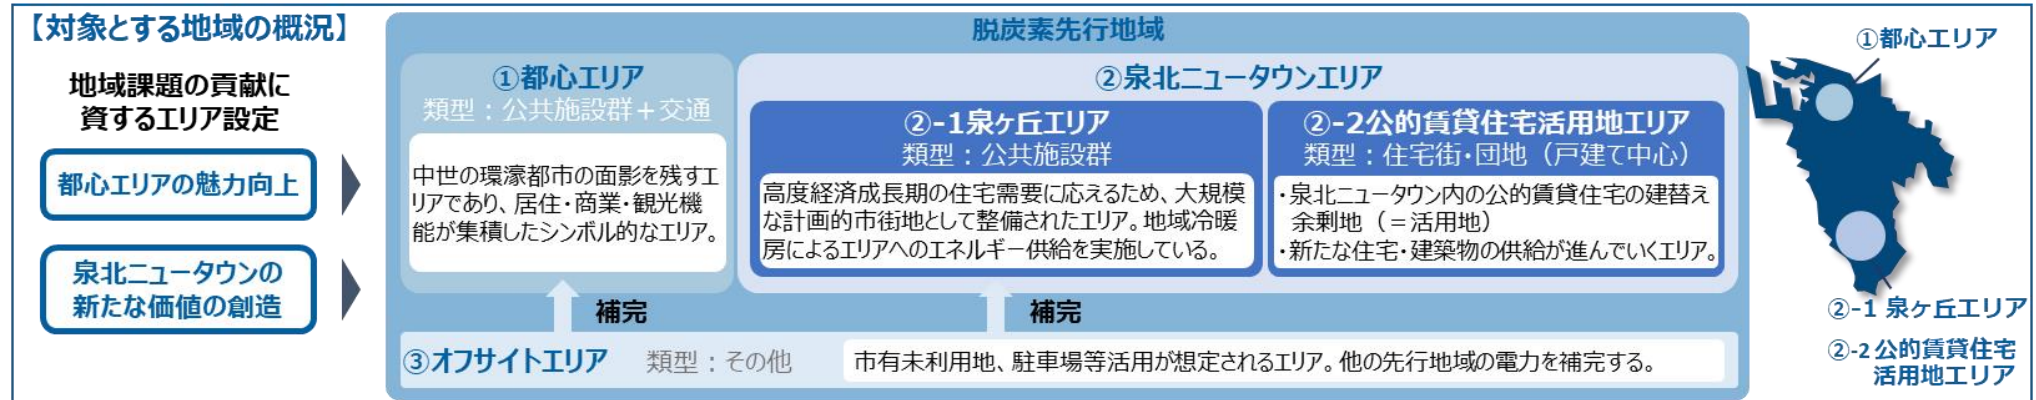 【対象とする地域の概況】
地域課題の貢献に
資するエリア設定
都心エリアの魅力向上
泉北ニュータウンの
新たな価値の創造
脱炭素先行地域
①都心エリア
類型：公共施設群＋交通
中世の環濠都市の面影を残すエ
リアであり、居住・商業・観光機
能が集積したシンボル的なエリア。
②泉北ニュータウンエリア
②-1泉ヶ丘エリア
類型：公共施設群
高度経済成長期の住宅需要に応えるため、大規模
な計画的市街地として整備されたエリア。地域冷暖
房によるエリアへのエネルギー供給を実施している。
②-2公的賃貸住宅活用地エリア
類型：住宅街・団地（戸建て中心）
・泉北ニュータウン内の公的賃貸住宅の建替え
余剰地（＝活用地）
・新たな住宅・建築物の供給が進んでいくエリア。
補完
補完
③オフサイトエリア 類型：その他
市有未利用地、駐車場等活用が想定されるエリア。他の先行地域の電力を補完する。
①都心エリア
②-1 泉ヶ丘エリア
②-2 公的賃貸住宅
活用地エリア